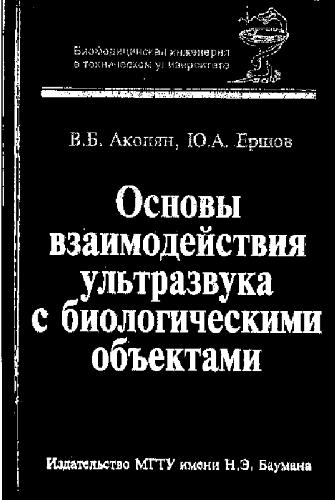 Биомедицинская инженерия
в техническом университете
В.Б. Акопян, Ю.А. Ершов
Основы
взаимодействия
ультразвука
с биологическими
объектами
Издательство МГТУ имени Н.Э. Баумана